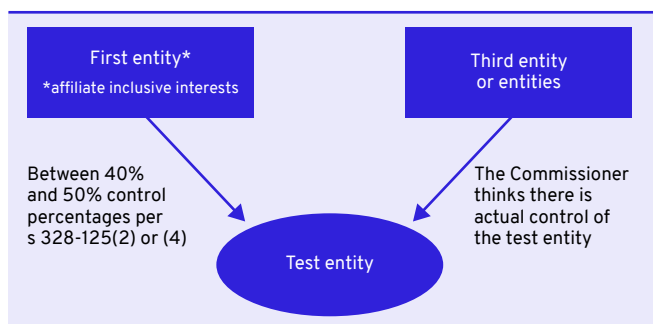 First entity*
*affiliate inclusive interests
Third entity
or entities
Between 40%
and 50% control
percentages per
s 328-125(2) or (4)
The Commissioner
thinks there is
actual control of
the test entity
Test entity